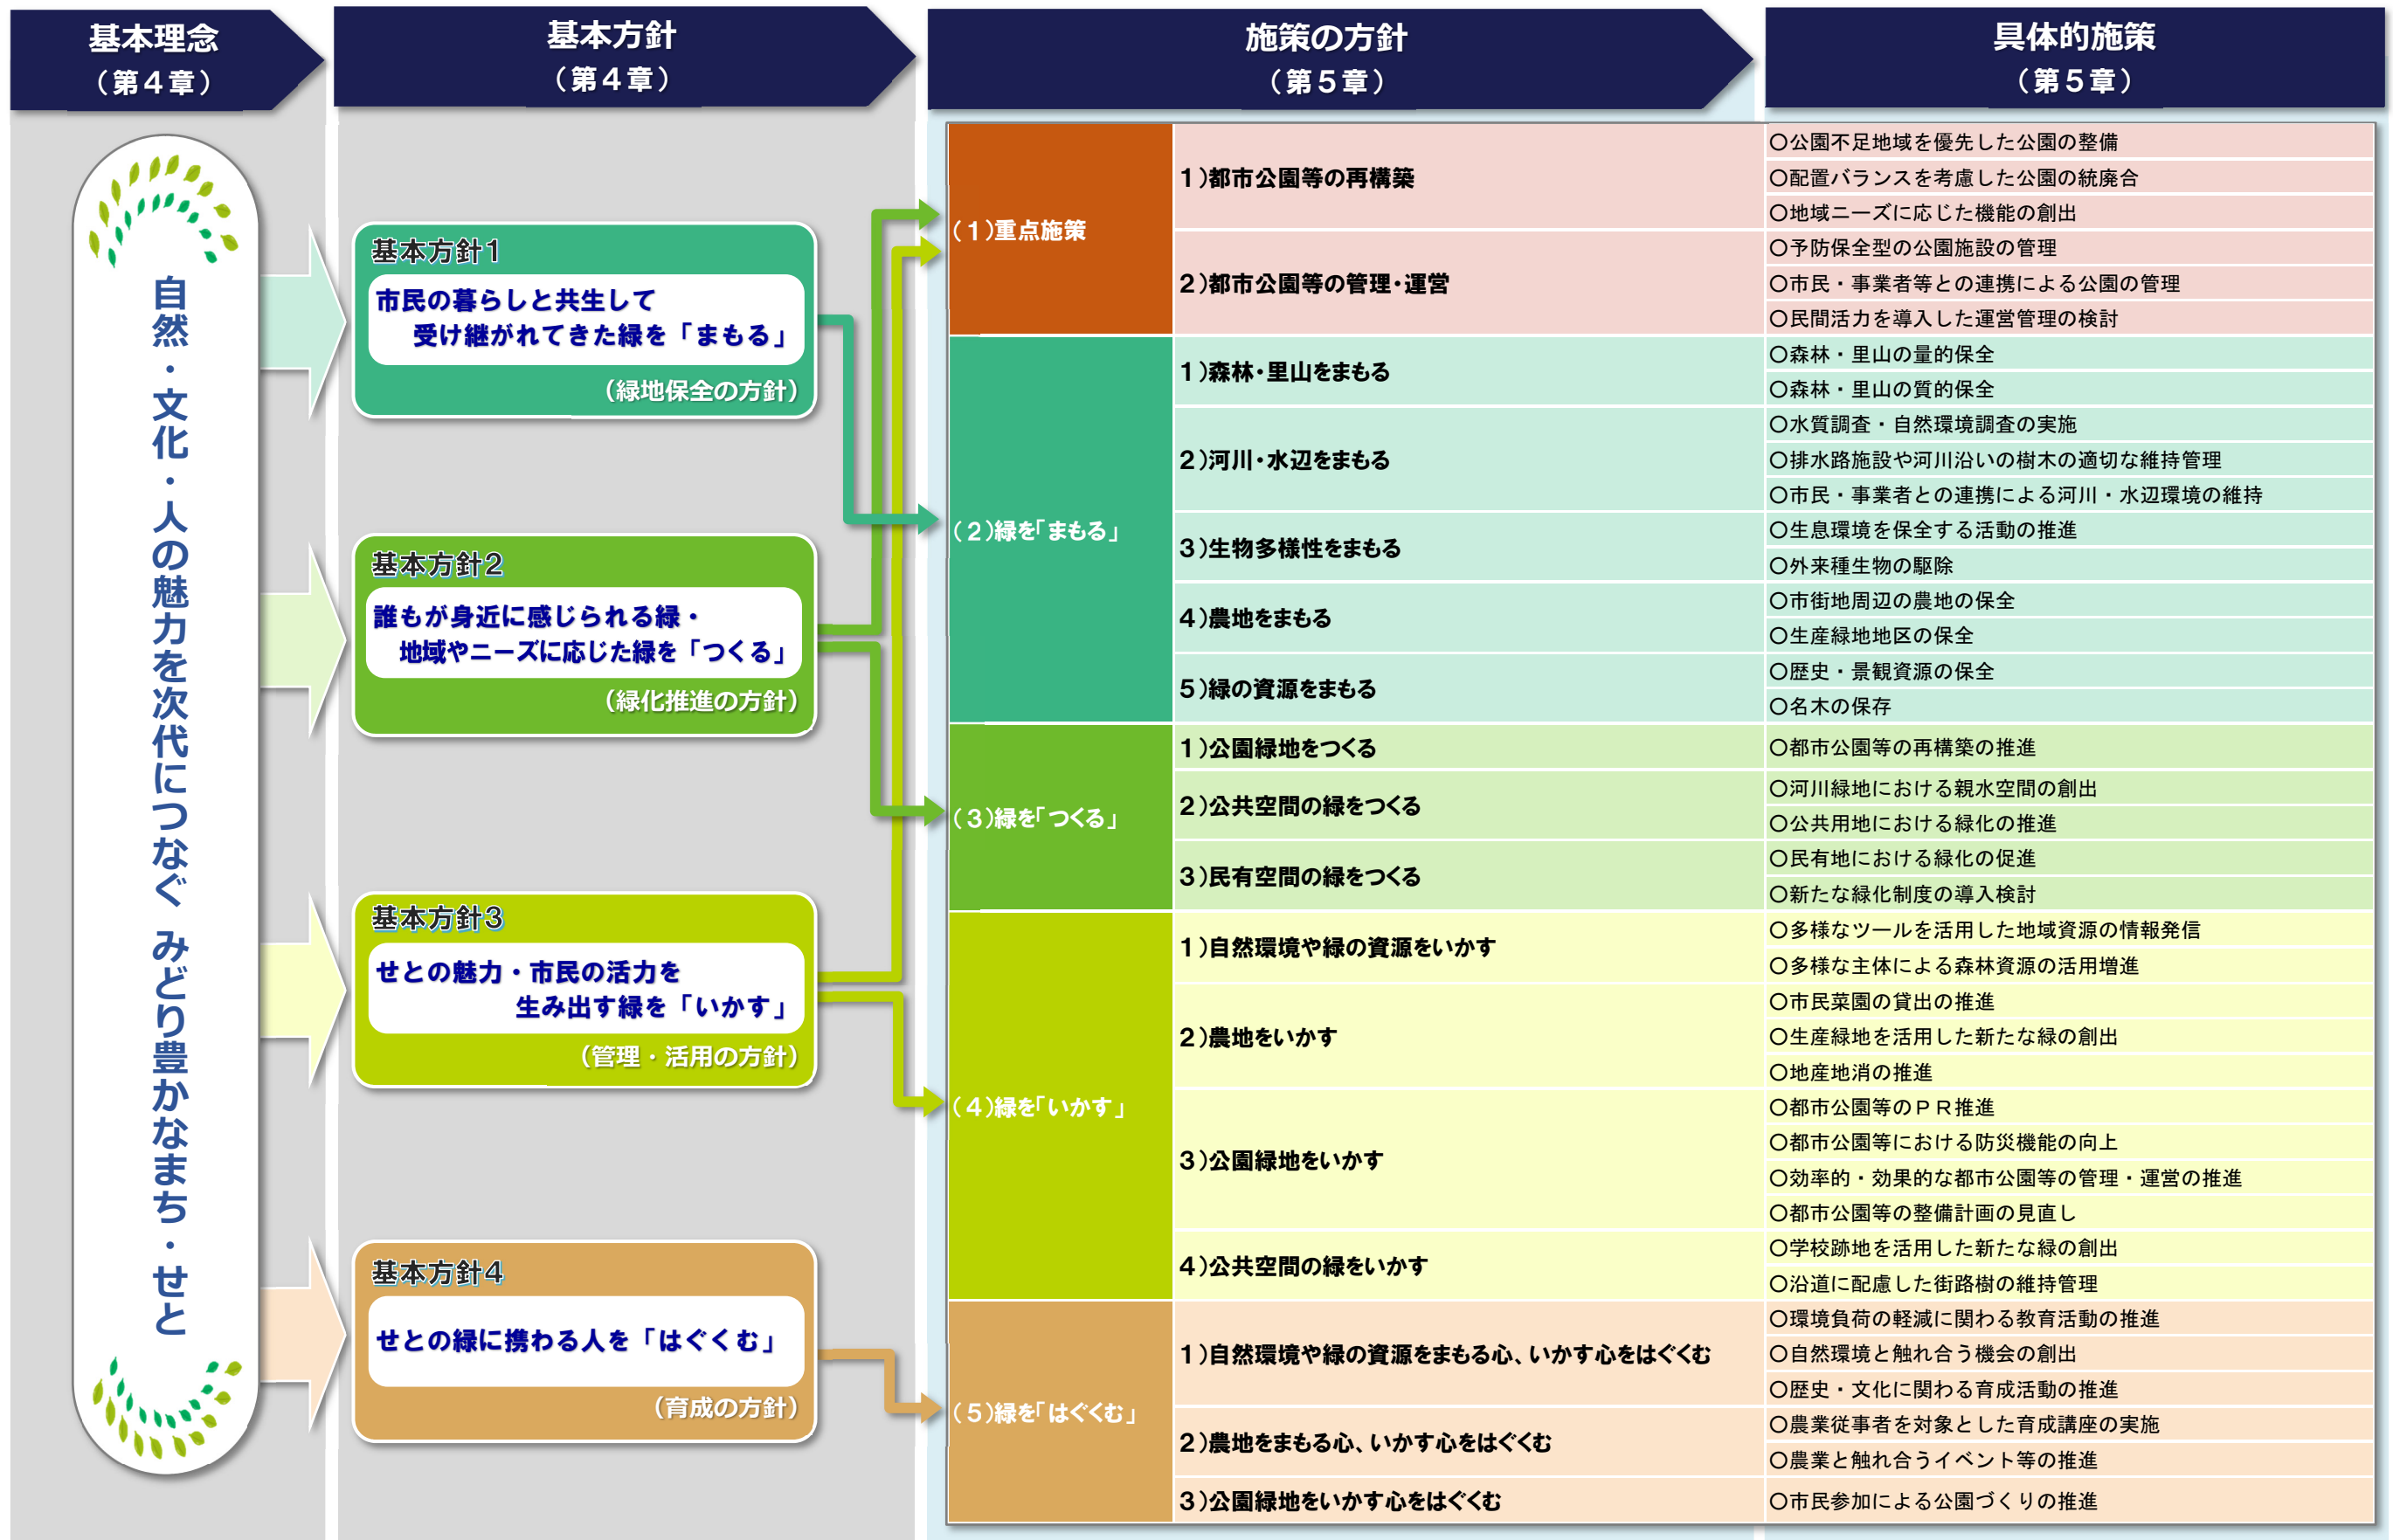 基本理念
（第４章）
基本方針
（第４章）
施策の方針
（第５章）
具体的施策
（第５章）
自然・文化・人の魅力を次代につなぐ みどり豊かなまち・せと
基本方針１
市民の暮らしと共生して
受け継がれてきた緑を「まもる」
（緑地保全の方針）
基本方針２
誰もが身近に感じられる緑・
地域やニーズに応じた緑を「つくる」
（緑化推進の方針）
基本方針３
せとの魅力・市民の活力を
生み出す緑を「いかす」
（管理・活用の方針）
基本方針４
せとの緑に携わる人を「はぐくむ」
（育成の方針）
（１）重点施策
１）都市公園等の再構築
〇公園不足地域を優先した公園の整備
〇配置バランスを考慮した公園の統廃合
〇地域ニーズに応じた機能の創出
２）都市公園等の管理・運営
〇予防保全型の公園施設の管理
〇市民・事業者等との連携による公園の管理
〇民間活力を導入した運営管理の検討
（２）緑を「まもる」
１）森林・里山をまもる
〇森林・里山の量的保全
〇森林・里山の質的保全
２）河川・水辺をまもる
〇水質調査・自然環境調査の実施
〇排水路施設や河川沿いの樹木の適切な維持管理
〇市民・事業者との連携による河川・水辺環境の維持
３）生物多様性をまもる
〇生息環境を保全する活動の推進
〇外来種生物の駆除
４）農地をまもる
〇市街地周辺の農地の保全
〇生産緑地地区の保全
５）緑の資源をまもる
〇歴史・景観資源の保全
〇名木の保存
（３）緑を「つくる」
１）公園緑地をつくる
〇都市公園等の再構築の推進
２）公共空間の緑をつくる
〇河川緑地における親水空間の創出
〇公共用地における緑化の推進
３）民有空間の緑をつくる
〇民有地における緑化の促進
〇新たな緑化制度の導入検討
（４）緑を「いかす」
１）自然環境や緑の資源をいかす
〇多様なツールを活用した地域資源の情報発信
〇多様な主体による森林資源の活用増進
２）農地をいかす
〇市民菜園の貸出の推進
〇生産緑地を活用した新たな緑の創出
〇地産地消の推進
３）公園緑地をいかす
〇都市公園等のＰＲ推進
〇都市公園等における防災機能の向上
〇効率的・効果的な都市公園等の管理・運営の推進
〇都市公園等の整備計画の見直し
４）公共空間の緑をいかす
〇学校跡地を活用した新たな緑の創出
〇沿道に配慮した街路樹の維持管理
（５）緑を「はぐくむ」
１）自然環境や緑の資源をまもる心、いかす心をはぐくむ
〇環境負荷の軽減に関わる教育活動の推進
〇自然環境と触れ合う機会の創出
〇歴史・文化に関わる育成活動の推進
２）農地をまもる心、いかす心をはぐくむ
〇農業従事者を対象とした育成講座の実施
〇農業と触れ合うイベント等の推進
３）公園緑地をいかす心をはぐくむ
〇市民参加による公園づくりの推進